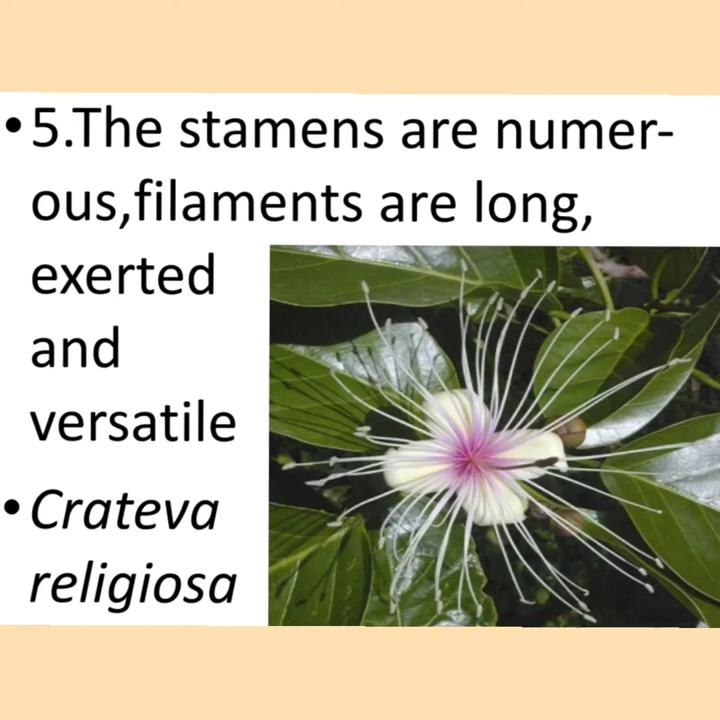 • 5.The stamens are numer-
ous,filaments are long,
exerted
and
versatile
• Crateva
religiosa